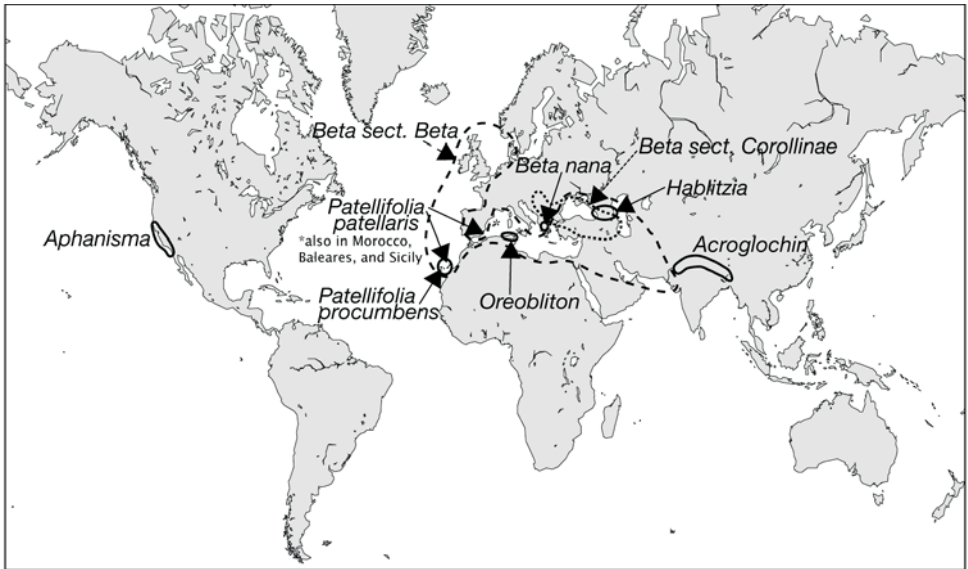 Beta sect. Beta
Beta nana
Beta sect. Corollinae
Hablitzia
Patellifolia
patellaris
*also in Morocco,
Baleares, and Sicily
*
Aphanisma
Acroglochin
Patellifolia
procumbens
Oreobliton